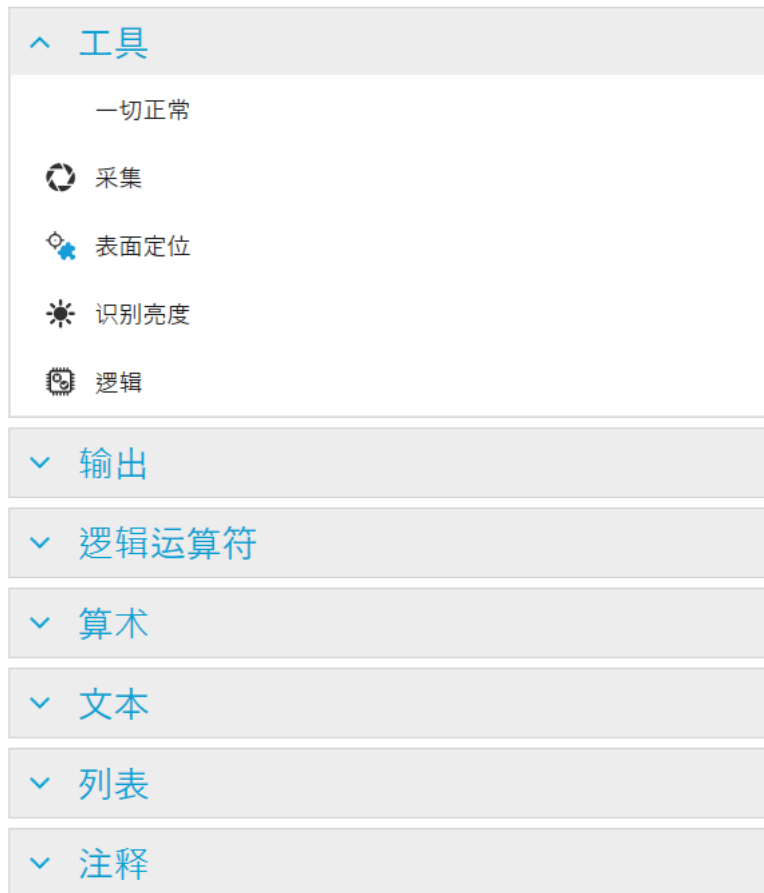 工具
一切正常
采集
表面定位
识别亮度
逻辑
输出
逻辑运算符
算术
文本
列表
注释